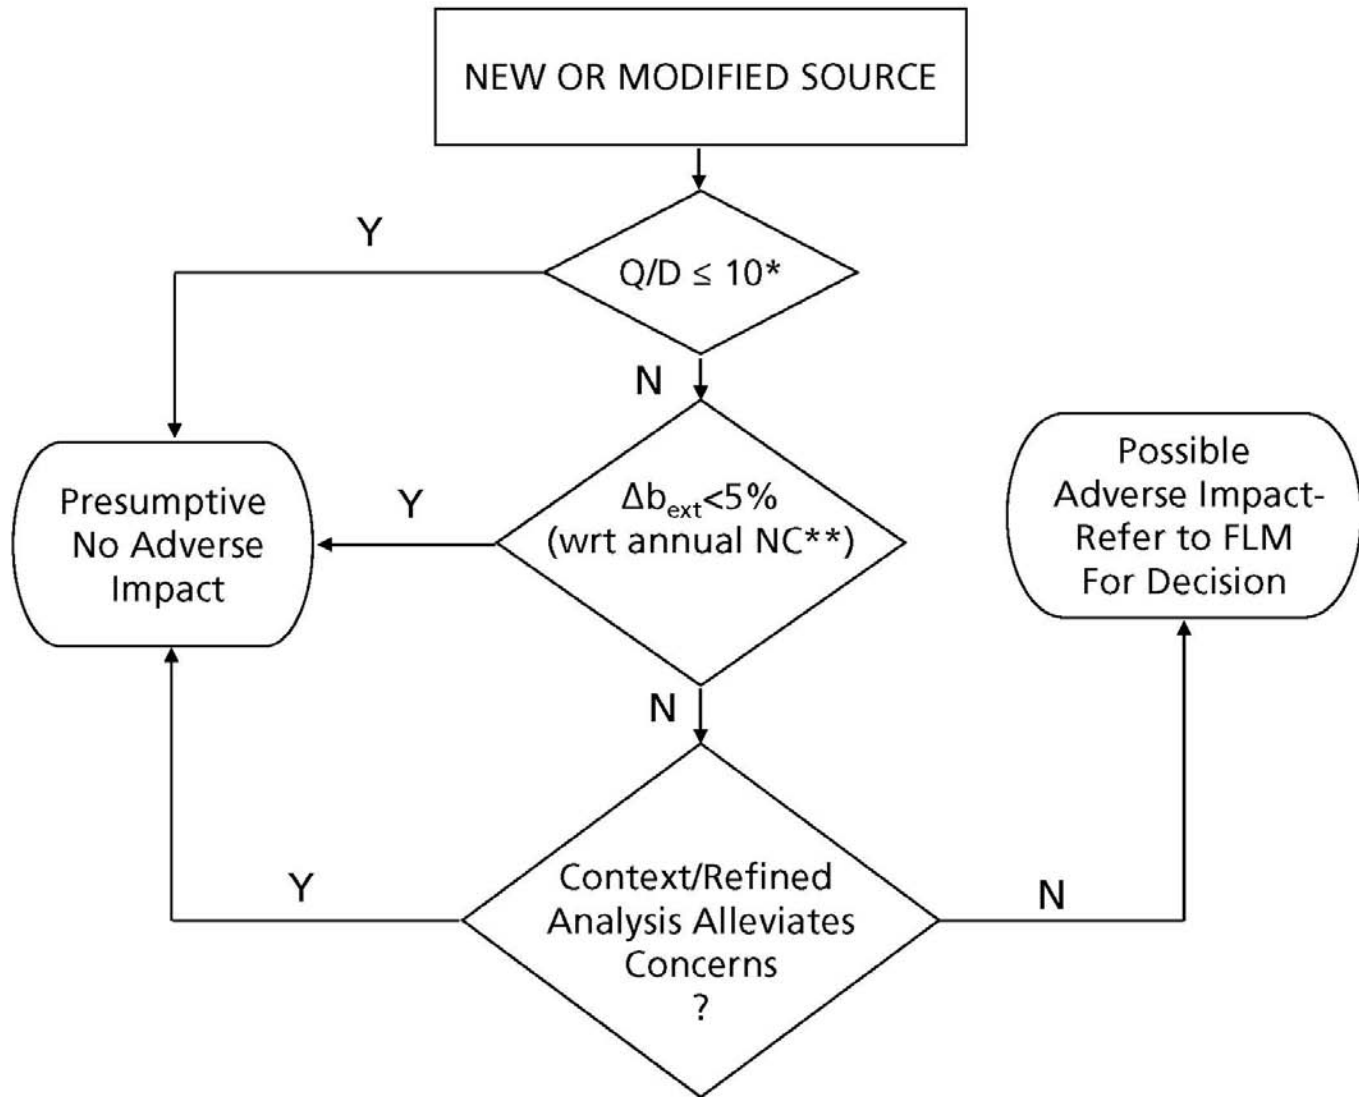 NEW OR MODIFIED SOURCE
Y
Q/D ≤ 10*
N
Presumptive
No Adverse
Impact
Y
Δb_ext<5%
(wrt annual NC**)
Possible
Adverse Impact-
Refer to FLM
For Decision
N
Y
Context/Refined
Analysis Alleviates
Concerns
?
N